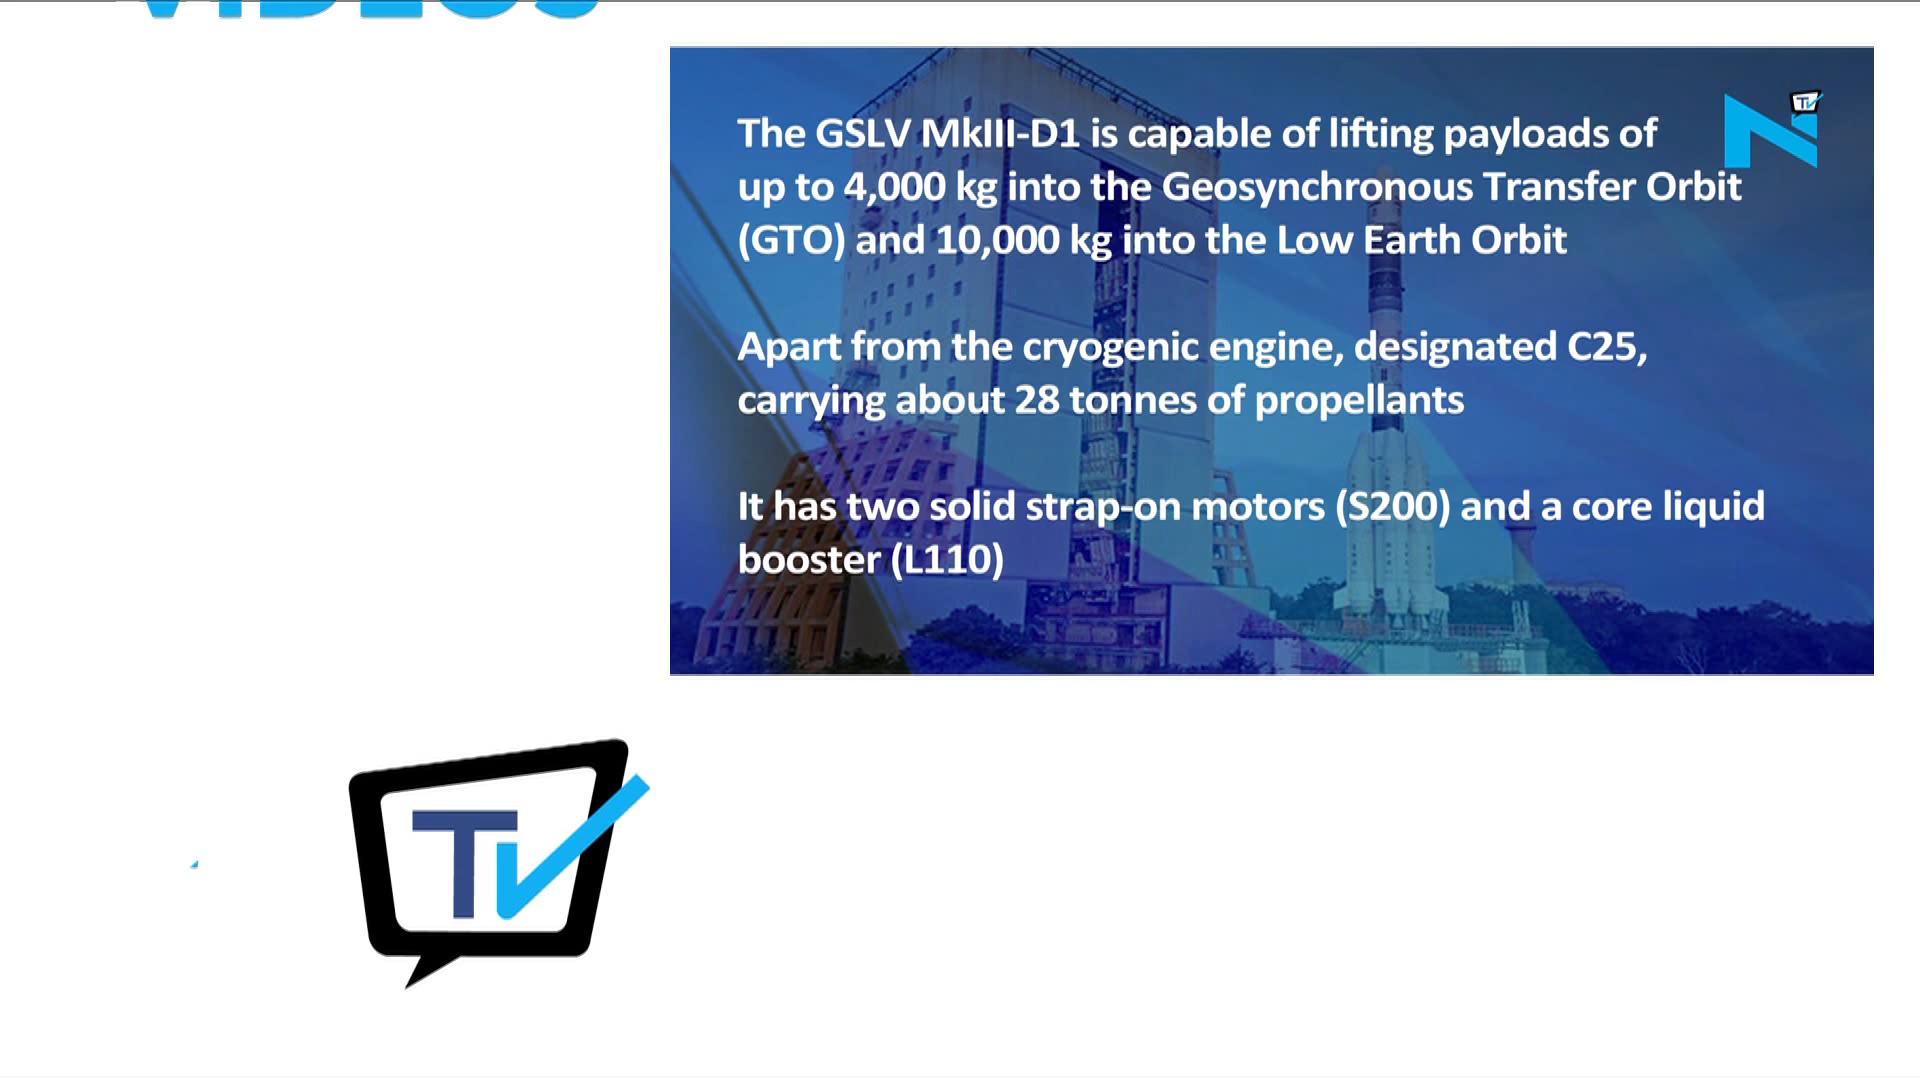 VIDEOS
The GSLV MkIII-D1 is capable of lifting payloads of
up to 4,000 kg into the Geosynchronous Transfer Orbit
(GTO) and 10,000 kg into the Low Earth Orbit
Apart from the cryogenic engine, designated C25,
carrying about 28 tonnes of propellants
It has two solid strap-on motors (S200) and a core liquid
booster (L110)
N
TV
TV